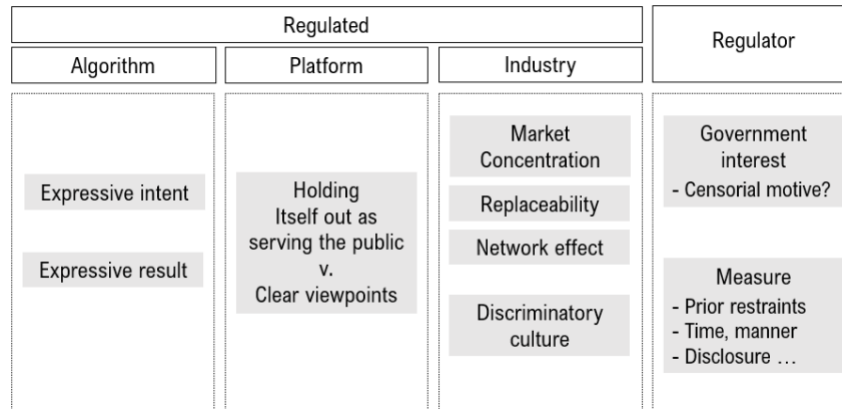 Regulated
Regulator
Algorithm
Platform
Industry
Expressive intent
Expressive result
Holding
Itself out as
serving the public
v.
Clear viewpoints
Market
Concentration
Replaceability
Network effect
Discriminatory
culture
Government
interest
- Censorial motive?
Measure
- Prior restraints
- Time, manner
- Disclosure ...